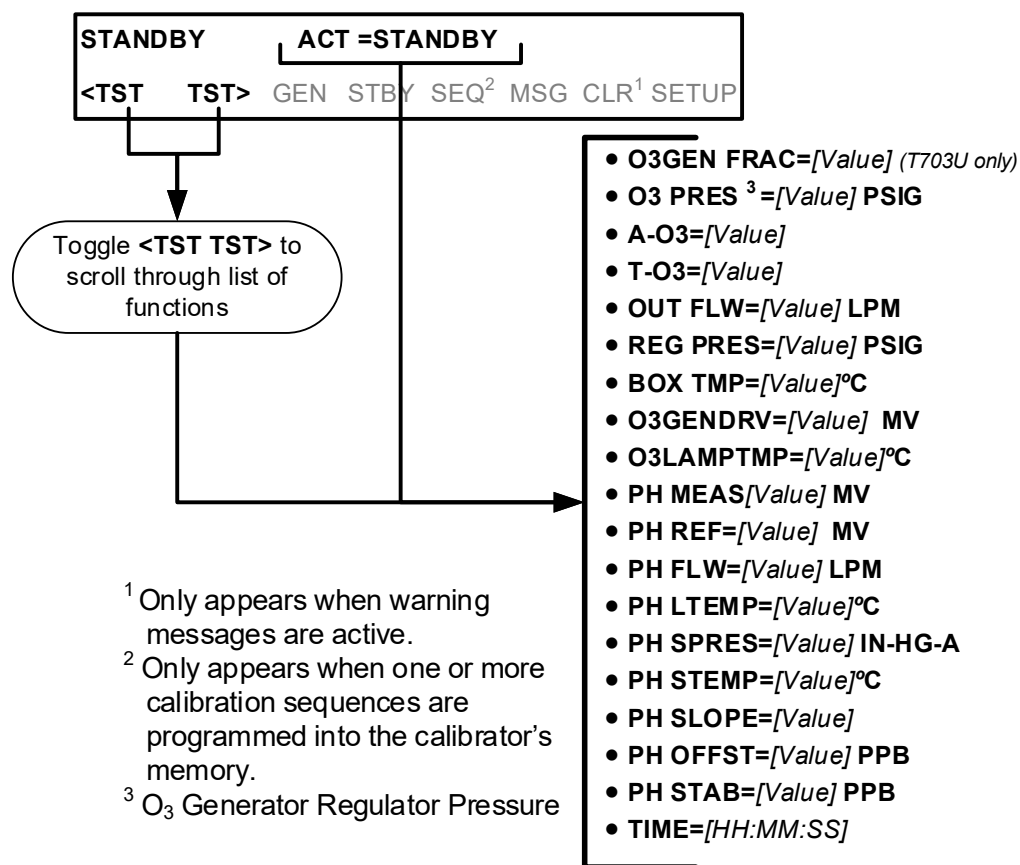 STANDBY ACT =STANDBY
<TST TST> GEN STBY SEQ² MSG CLR¹ SETUP
Toggle <TST TST> to
scroll through list of
functions
• O3GEN FRAC=[Value] (T703U only)
• O3 PRES ³ =[Value] PSIG
• A-O3=[Value]
• T-O3=[Value]
• OUT FLW=[Value] LPM
• REG PRES=[Value] PSIG
• BOX TMP=[Value]ºC
• O3GENDRV=[Value] MV
• O3LAMPTMP=[Value]ºC
• PH MEAS[Value] MV
• PH REF=[Value] MV
• PH FLW=[Value] LPM
• PH LTEMP=[Value]ºC
• PH SPRES=[Value] IN-HG-A
• PH STEMP=[Value]ºC
• PH SLOPE=[Value]
• PH OFFST=[Value] PPB
• PH STAB=[Value] PPB
• TIME=[HH:MM:SS]
¹ Only appears when warning
messages are active.
² Only appears when one or more
calibration sequences are
programmed into the calibrator’s
memory.
³ O₃ Generator Regulator Pressure